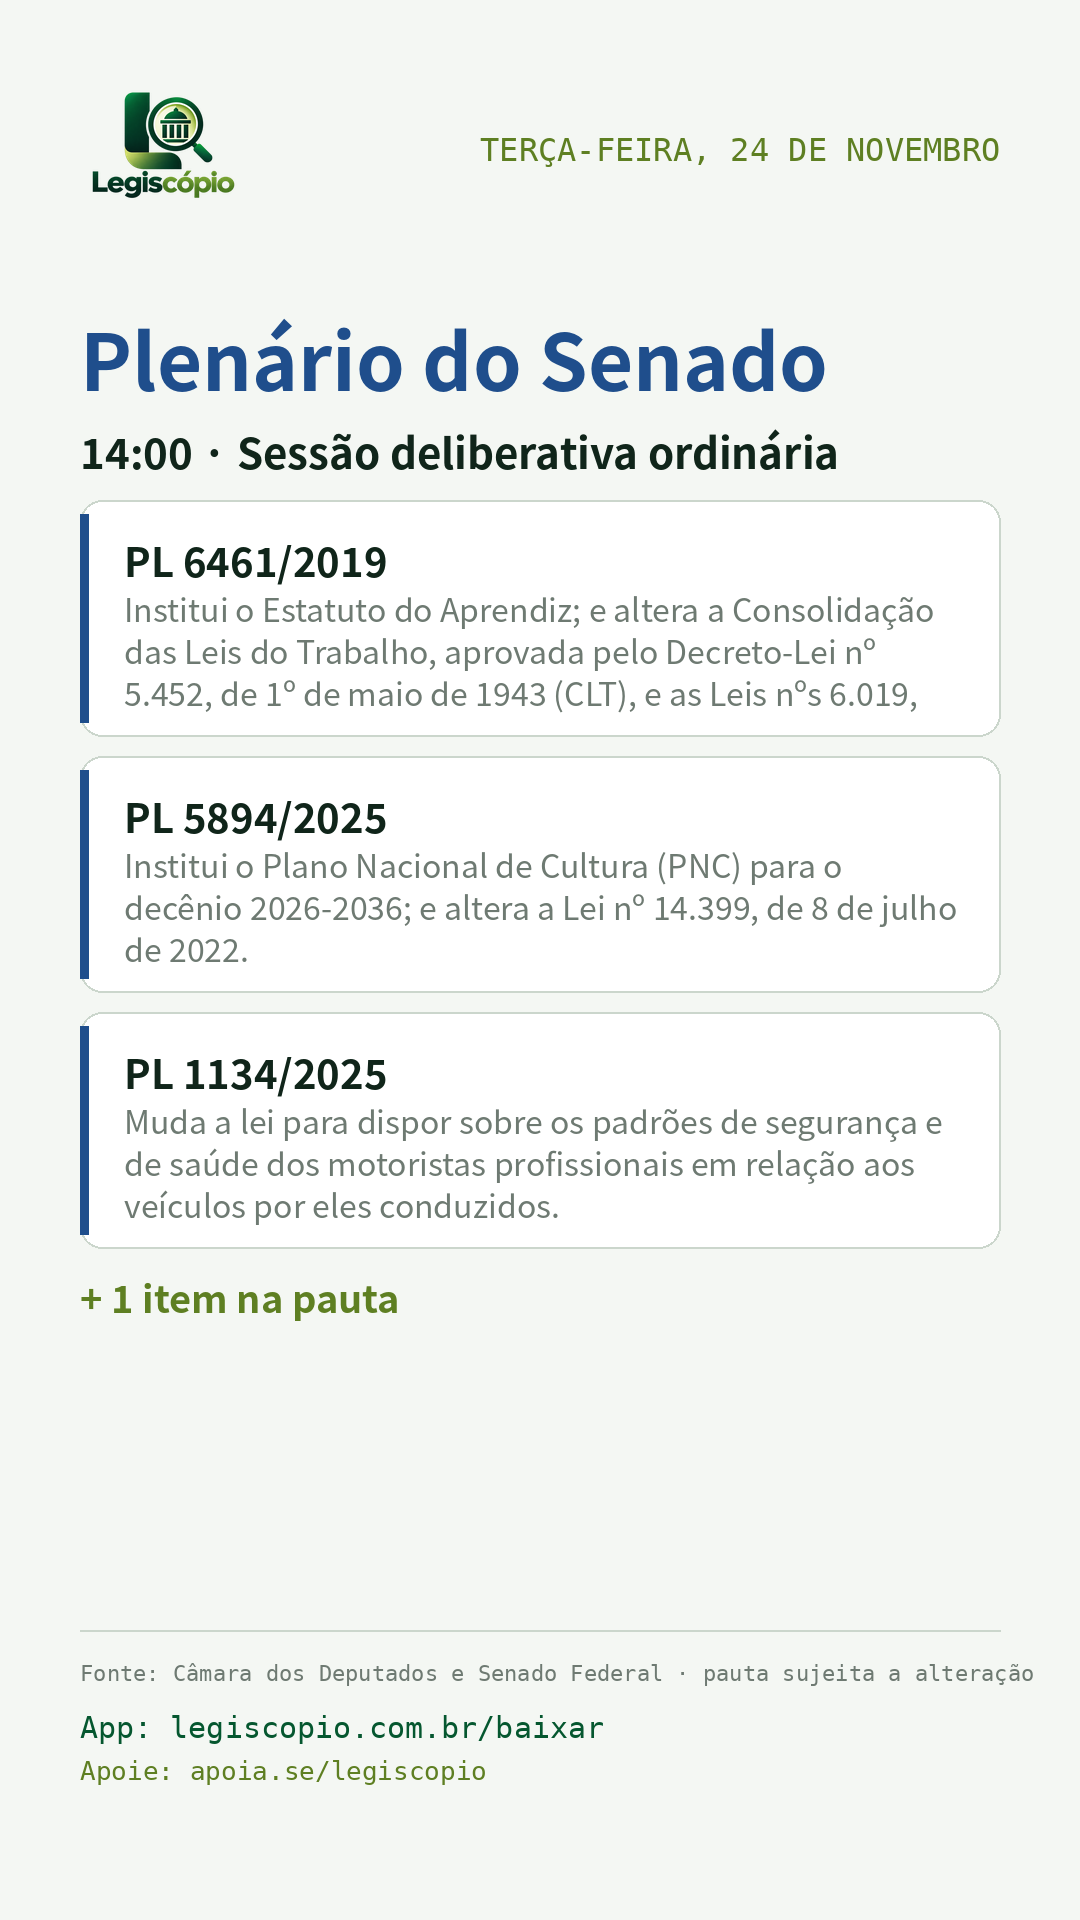 Legiscópio
TERÇA-FEIRA, 24 DE NOVEMBRO
Plenário do Senado
14:00 · Sessão deliberativa ordinária
PL 6461/2019
Institui o Estatuto do Aprendiz; e altera a Consolidação
das Leis do Trabalho, aprovada pelo Decreto-Lei nº
5.452, de 1º de maio de 1943 (CLT), e as Leis nºs 6.019,
PL 5894/2025
Institui o Plano Nacional de Cultura (PNC) para o
decênio 2026-2036; e altera a Lei nº 14.399, de 8 de julho
de 2022.
PL 1134/2025
Muda a lei para dispor sobre os padrões de segurança e
de saúde dos motoristas profissionais em relação aos
veículos por eles conduzidos.
+ 1 item na pauta
Fonte: Câmara dos Deputados e Senado Federal · pauta sujeita a alteração
App: legiscopio.com.br/baixar
Apoie: apoia.se/legiscopio